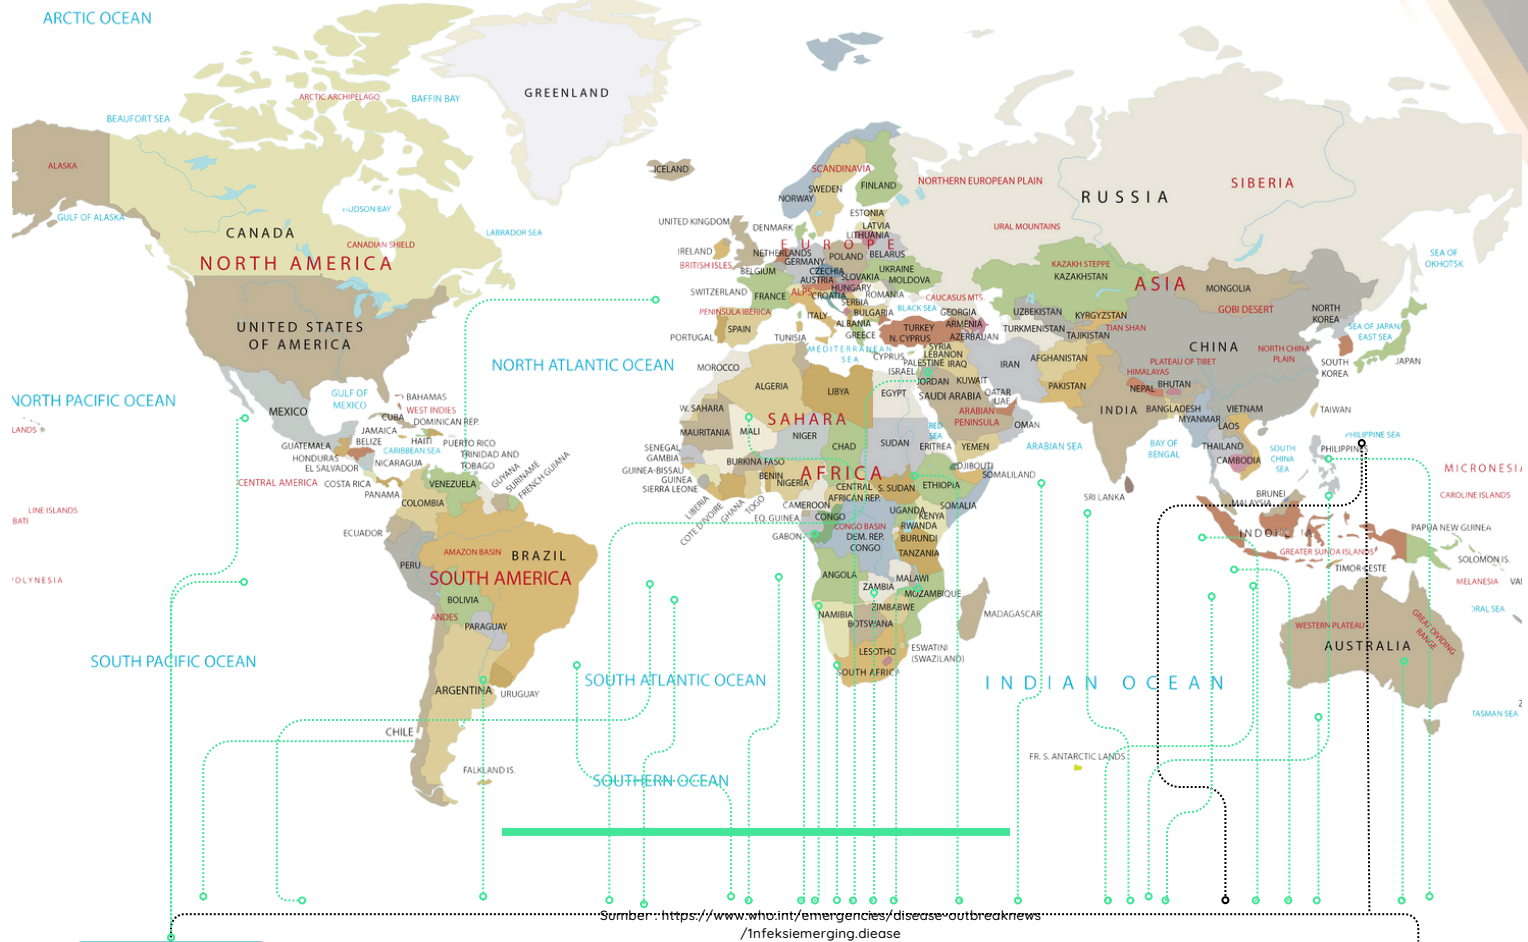 ARCTIC OCEAN
GREENLAND
ARCTIC ARCHIPELAGO
BAFFIN BAY
BEAUFORT SEA
ALASKA
ICELAND
SCANDINAVIA
NORTHERN EUROPEAN PLAIN
SIBERIA
RUSSIA
SWEDEN
FINLAND
NORWAY
GULF OF ALASKA
HUDSON BAY
LABRADOR SEA
CANADA
CANADIAN SHIELD
NORTH AMERICA
UNITED KINGDOM
DENMARK
ESTONIA
LATVIA
LITHUANIA
URAL MOUNTAINS
EUROPE
IRELAND
NETHERLANDS
POLAND
BELARUS
BRITISH ISLES
GERMANY
BELGIUM
CZECHIA
UKRAINE
SLOVAKIA
MOLDOVA
AUSTRIA
KAZAKH STEPPE
KAZAKHSTAN
SEA OF
OKHOTSK
ASIA
MONGOLIA
SWITZERLAND
FRANCE
ALPS
HUNGARY
CROATIA
ROMANIA
SERBIA
CAUCASUS MTS.
BLACK SEA
GEORGIA
UZBEKISTAN
KYRGYZSTAN
GOBI DESERT
NORTH
KOREA
PENINSULA IBERICA
ITALY
BULGARIA
ALBANIA
ARMENIA
TURKMENISTAN
TIAN SHAN
TAJIKISTAN
SEA OF JAPAN/
EAST SEA
UNITED STATES
OF AMERICA
PORTUGAL
SPAIN
TUNISIA
GREECE
TURKEY
N. CYPRUS
AZERBAIJAN
MEDITERRANEAN
SEA
CYPRUS
SYRIA
LEBANON
PALESTINE
IRAQ
ISRAEL
IRAN
AFGHANISTAN
CHINA
NORTH CHINA
PLAIN
PLATEAU OF TIBET
HIMALAYAS
SOUTH
KOREA
JAPAN
NORTH ATLANTIC OCEAN
MOROCCO
ALGERIA
LIBYA
EGYPT
JORDAN
KUWAIT
SAUDI ARABIA
QATAR
UAE
PAKISTAN
NEPAL
BHUTAN
NORTH PACIFIC OCEAN
GULF OF
MEXICO
BAHAMAS
WEST INDIES
MEXICO
CUBA
DOMINICAN REP.
W. SAHARA
SAHARA
ARABIAN
PENINSULA
OMAN
INDIA
BANGLADESH
MYANMAR
VIETNAM
LAOS
TAIWAN
LANDS
JAMAICA
BELIZE
HAITI
PUERTO RICO
GUATEMALA
HONDURAS
CARIBBEAN SEA
TRINIDAD AND
TOBAGO
EL SALVADOR
NICARAGUA
MAURITANIA
MALI
NIGER
CHAD
SUDAN
RED
SEA
ERITREA
YEMEN
ARABIAN SEA
BAY OF
BENGAL
THAILAND
CAMBODIA
SOUTH
CHINA
SEA
PHILIPPINE SEA
PHILIPPINES
CENTRAL AMERICA
COSTA RICA
PANAMA
VENEZUELA
GUYANA
SURINAME
FRENCH GUIANA
COLOMBIA
SENEGAL
GAMBIA
GUINEA-BISSAU
GUINEA
SIERRA LEONE
LIBERIA
COTE D'IVOIRE
GHANA
TOGO
BURKINA FASO
BENIN
NIGERIA
AFRICA
DJIBOUTI
SOMALILAND
CENTRAL
AFRICAN REP.
S. SUDAN
ETHIOPIA
SRI LANKA
BRUNEI
MALAYSIA
MICRONESIA
CAROLINE ISLANDS
LINE ISLANDS
BATI
CAMEROON
EQ. GUINEA
CONGO
UGANDA
KENYA
SOMALIA
ECUADOR
GABON
CONGO BASIN
DEM. REP.
CONGO
RWANDA
BURUNDI
TANZANIA
PAPUA NEW GUINEA
AMAZON BASIN
BRAZIL
PERU
SOUTH AMERICA
GREATER SUNDA ISLANDS
SOLOMON IS.
TIMOR-LESTE
OLYNESIA
MELANESIA
VAN
ANGOLA
ZAMBIA
MALAWI
MOZAMBIQUE
BOLIVIA
ANDES
PARAGUAY
NAMIBIA
ZIMBABWE
BOTSWANA
MADAGASCAR
ORAL SEA
WESTERN PLATEAU
GREAT DIVIDING
RANGE
AUSTRALIA
LESOTHO
ESWATINI
(SWAZILAND)
SOUTH AFRICA
SOUTH PACIFIC OCEAN
SOUTH ATLANTIC OCEAN
INDIAN OCEAN
ARGENTINA
URUGUAY
TASMAN SEA
CHILE
FR. S. ANTARCTIC LANDS
FALKLAND IS.
SOUTHERN OCEAN
Sumber : https://www.who.int/emergencies/disease-outbreaknews
/1nfeksiemerging.diease